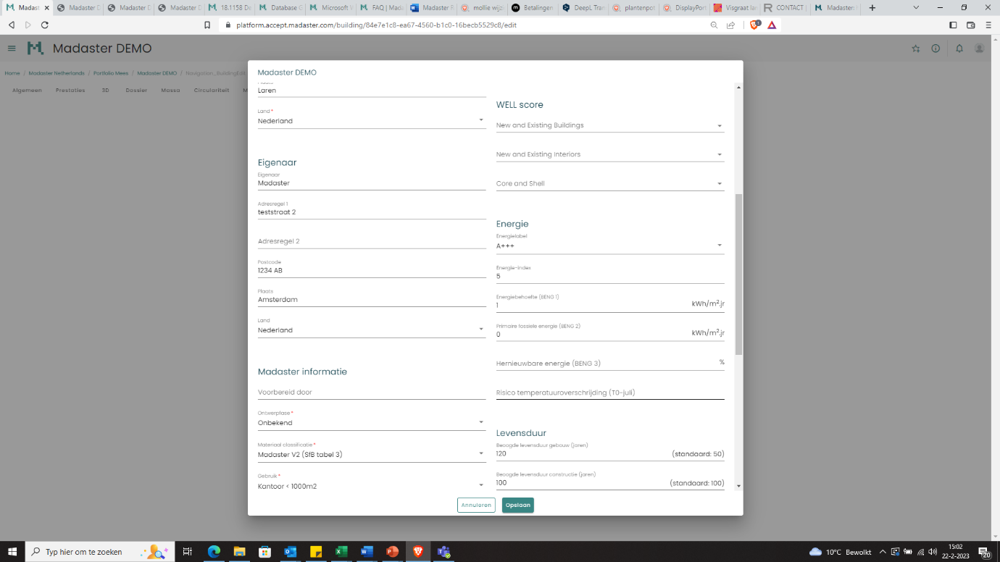 Madast
Madaster D
Madaster D
Madaster D
18.1158 De
Database G
Microsoft W
FAQ | Mada
Madaster R
mollie wijz
Betalingen
DeepL Tran
plantenpot
DisplayPort
Visgraat lan
CONTACT |
Madaster:
platform.accept.madaster.com/building/84e7e1c8-ea67-4560-b1c0-16becb5529c8/edit
1
Madaster DEMO
Home / Madaster Netherlands / Portfolio Mees / Madaster DEMO / Navigation_BuildingEdit
Algemeen Prestaties 3D Dossier Massa Circulariteit M
Madaster DEMO
Laren
Land *
Nederland
Eigenaar
Eigenaar
Madaster
Adresregel 1
teststraat 2
Adresregel 2
Postcode
1234 AB
Plaats
Amsterdam
Land
Nederland
Madaster informatie
Voorbereid door
Ontwerpfase *
Onbekend
Materiaal classificatie *
Madaster V2 (SfB tabel 3)
Gebruik *
Kantoor < 1000m2
WELL score
New and Existing Buildings
New and Existing Interiors
Core and Shell
Energie
Energielabel
A+++
Energie-index
5
Energiebehoefte (BENG 1)
1 kWh/m².jr
Primaire fossiele energie (BENG 2)
0 kWh/m².jr
Hernieuwbare energie (BENG 3) %
Risico temperatuuroverschrijding (T0-juli)
Levensduur
Beoogde levensduur gebouw (jaren)
120 (standaard: 50)
Beoogde levensduur constructie (jaren)
100 (standaard: 100)
Annuleren Opslaan
Typ hier om te zoeken
10°C Bewolkt
15:02
22-2-2023
20